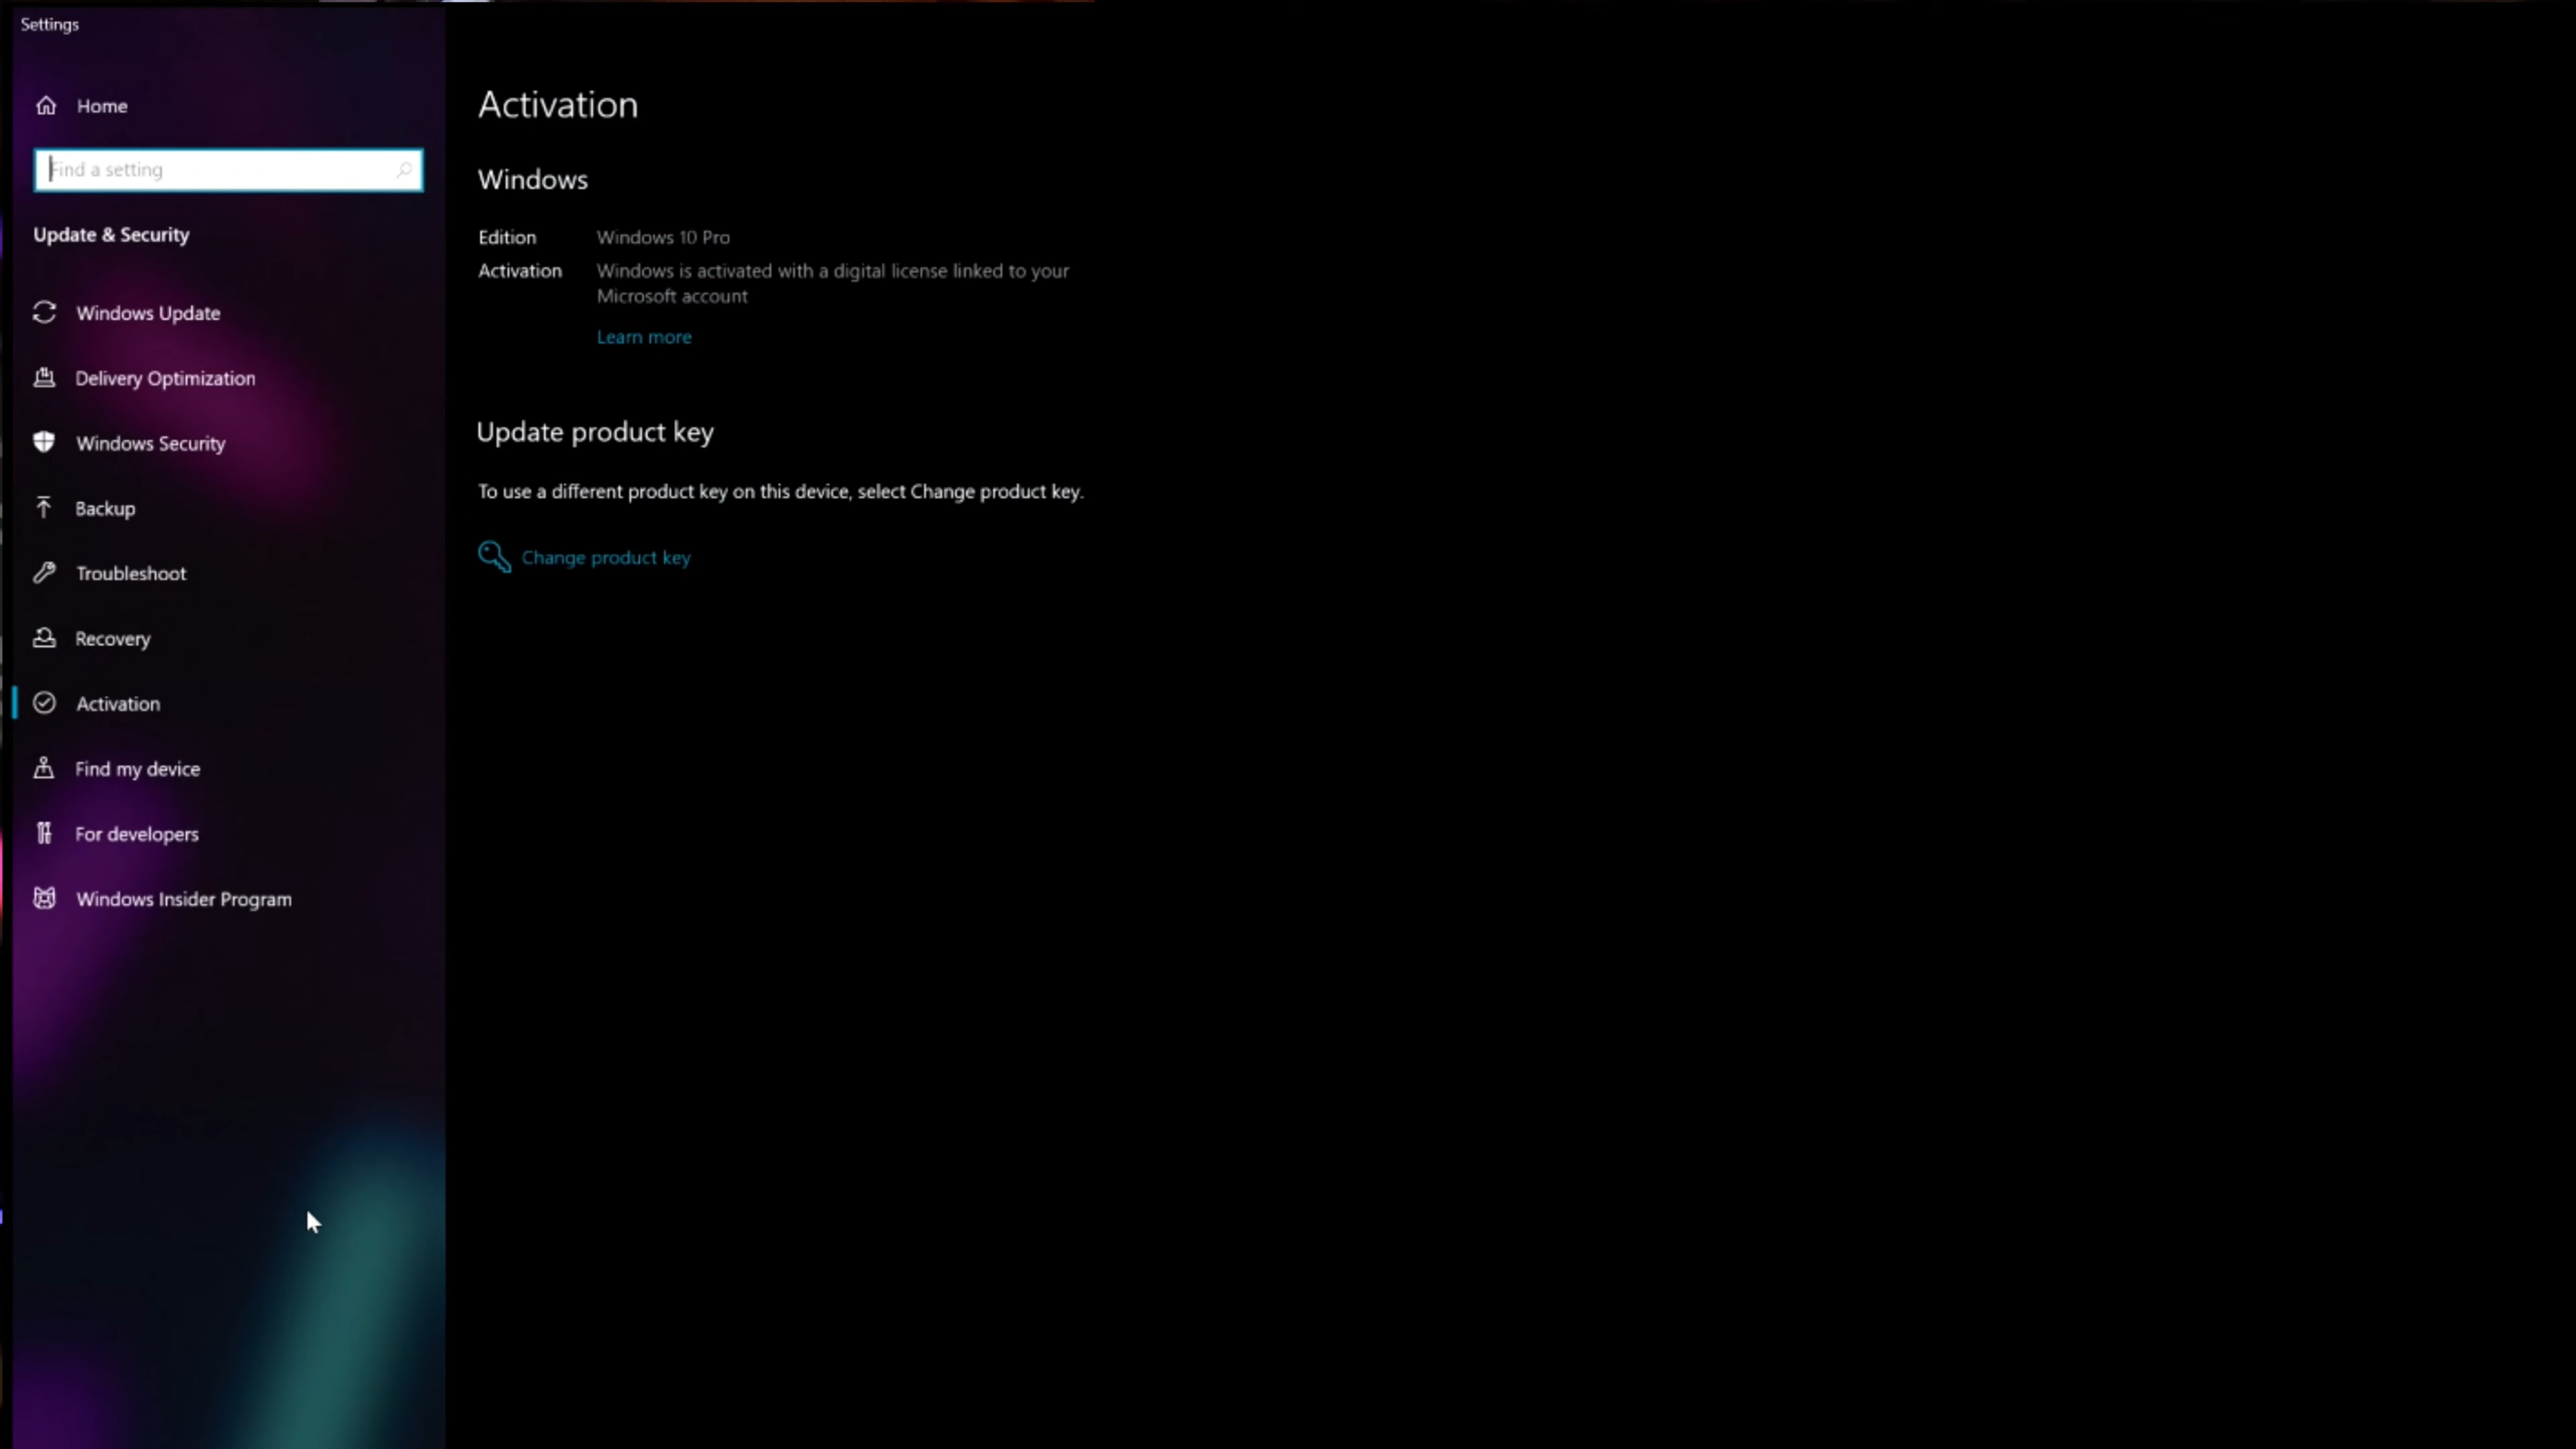 Settings
Home
Find a setting
Update & Security
Windows Update
Delivery Optimization
Windows Security
Backup
Troubleshoot
Recovery
Activation
Find my device
For developers
Windows Insider Program
Activation
Windows
Edition Windows 10 Pro
Activation Windows is activated with a digital license linked to your
Microsoft account
Learn more
Update product key
To use a different product key on this device, select Change product key.
Change product key